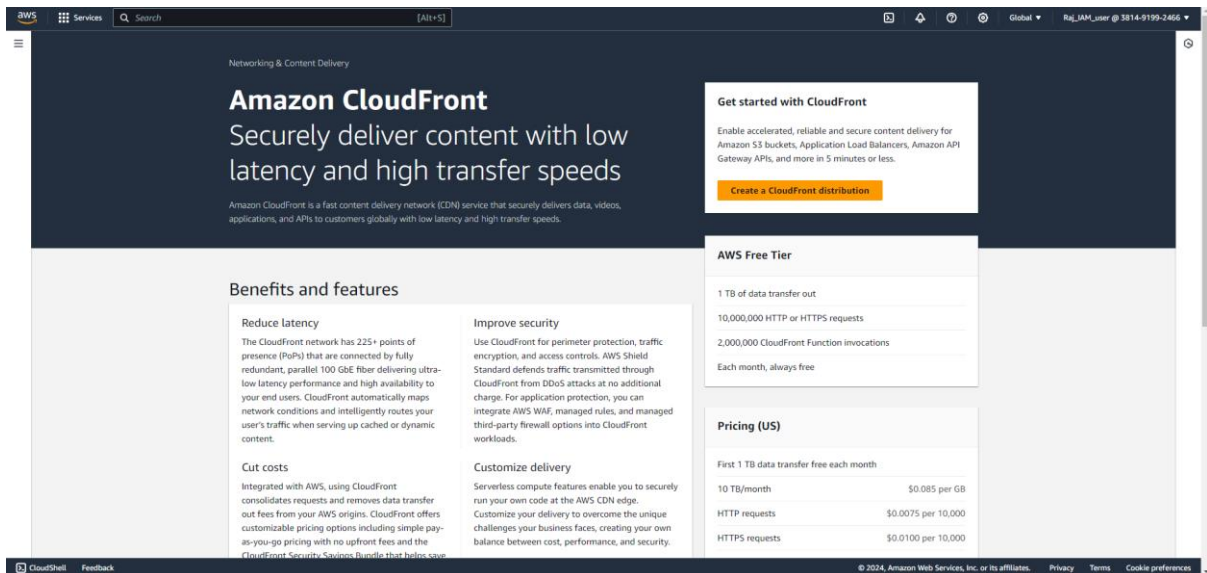 aws
Services
Search
[Alt+S]
Global ▼
Raj_IAM_user @ 3814-9199-2466 ▼
Networking & Content Delivery
Amazon CloudFront
Securely deliver content with low
latency and high transfer speeds
Amazon CloudFront is a fast content delivery network (CDN) service that securely delivers data, videos,
applications, and APIs to customers globally with low latency and high transfer speeds.
Get started with CloudFront
Enable accelerated, reliable and secure content delivery for
Amazon S3 buckets, Application Load Balancers, Amazon API
Gateway APIs, and more in 5 minutes or less.
Create a CloudFront distribution
AWS Free Tier
1 TB of data transfer out
10,000,000 HTTP or HTTPS requests
2,000,000 CloudFront Function invocations
Each month, always free
Benefits and features
Reduce latency
The CloudFront network has 225+ points of
presence (PoPs) that are connected by fully
redundant, parallel 100 GbE fiber delivering ultra-
low latency performance and high availability to
your end users. CloudFront automatically maps
network conditions and intelligently routes your
user's traffic when serving up cached or dynamic
content.
Improve security
Use CloudFront for perimeter protection, traffic
encryption, and access controls. AWS Shield
Standard defends traffic transmitted through
CloudFront from DDoS attacks at no additional
charge. For application protection, you can
integrate AWS WAF, managed rules, and managed
third-party firewall options into CloudFront
workloads.
Cut costs
Integrated with AWS, using CloudFront
consolidates requests and removes data transfer
out fees from your AWS origins. CloudFront offers
customizable pricing options including simple pay-
as-you-go pricing with no upfront fees and the
CloudFront Security Savings Bundle that helps save
Customize delivery
Serverless compute features enable you to securely
run your own code at the AWS CDN edge.
Customize your delivery to overcome the unique
challenges your business faces, creating your own
balance between cost, performance, and security.
Pricing (US)
First 1 TB data transfer free each month
10 TB/month $0.085 per GB
HTTP requests $0.0075 per 10,000
HTTPS requests $0.0100 per 10,000
CloudShell
Feedback
© 2024, Amazon Web Services, Inc. or its affiliates.
Privacy
Terms
Cookie preferences